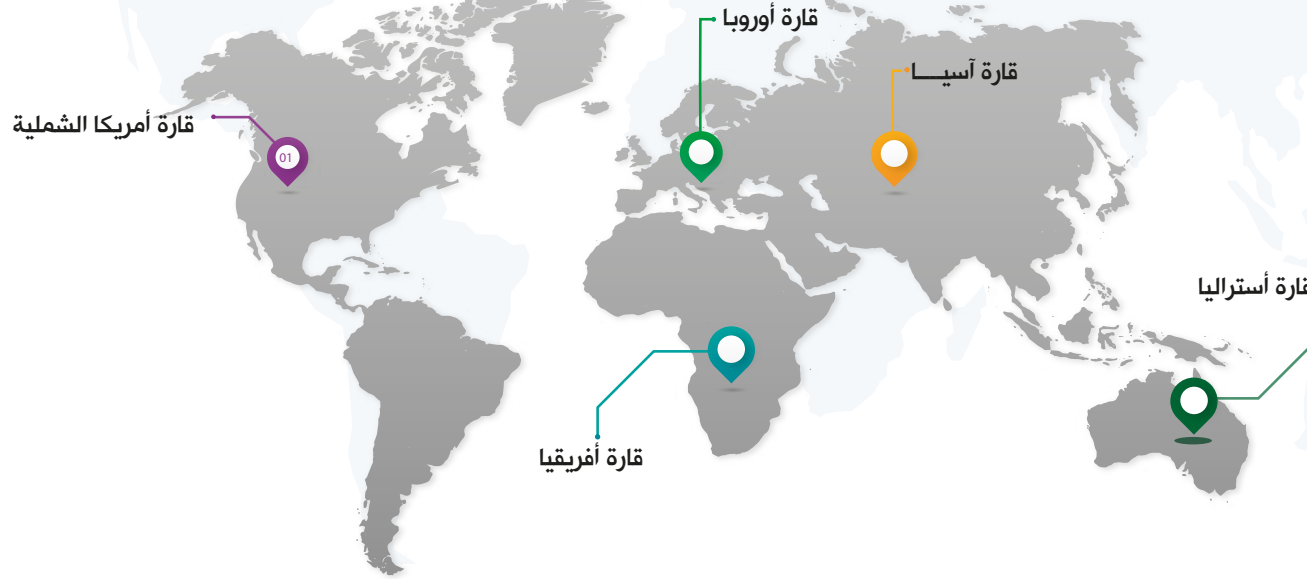 قارة أوروبا
قارة آسيـــا
قارة أمريكا الشملية
01
قارة أستراليا
قارة أفريقيا